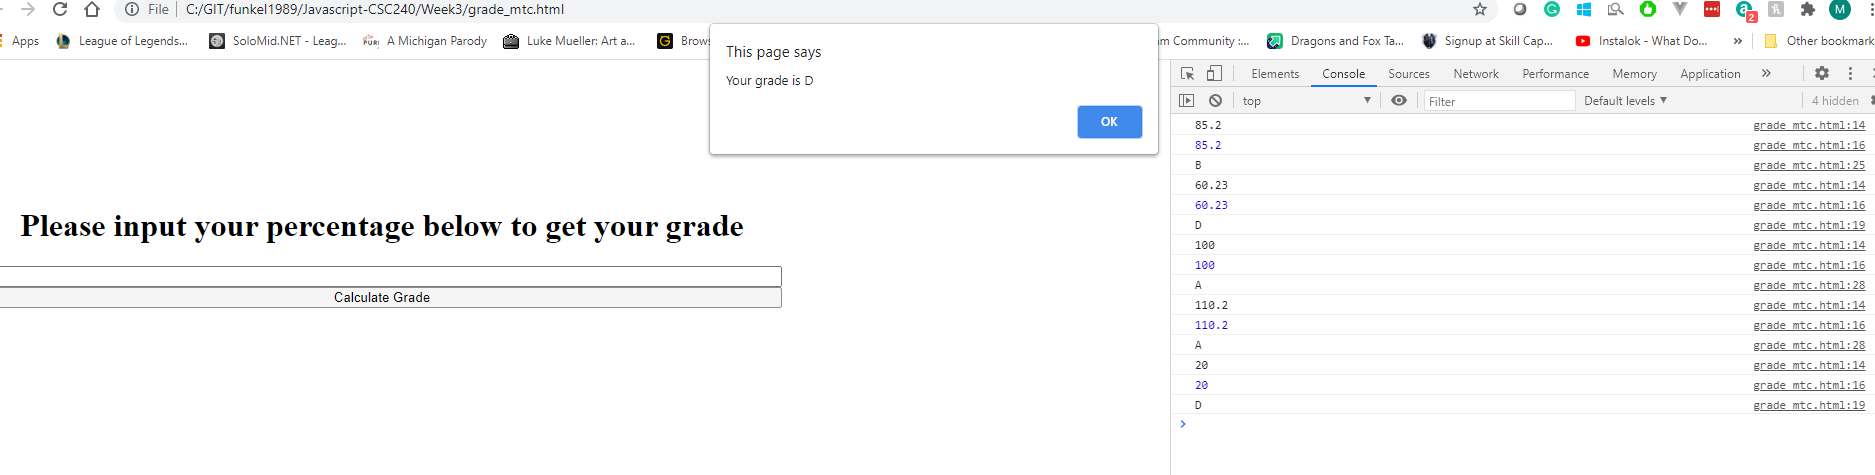 File C:/GIT/funkel1989/Javascript-CSC240/Week3/grade_mtc.html
M
2
Apps League of Legends... SoloMid.NET - Leag... PURI A Michigan Parody Luke Mueller: Art a... G Brows
m Community :... Dragons and Fox Ta... Signup at Skill Cap... Instalok - What Do... » Other bookmark
This page says
Your grade is D
OK
Please input your percentage below to get your grade
Calculate Grade
Elements Console Sources Network Performance Memory Application »
top Filter Default levels 4 hidden
85.2 grade_mtc.html:14
85.2 grade_mtc.html:16
B grade_mtc.html:25
60.23 grade_mtc.html:14
60.23 grade_mtc.html:16
D grade_mtc.html:19
100 grade_mtc.html:14
100 grade_mtc.html:16
A grade_mtc.html:28
110.2 grade_mtc.html:14
110.2 grade_mtc.html:16
A grade_mtc.html:28
20 grade_mtc.html:14
20 grade_mtc.html:16
D grade_mtc.html:19